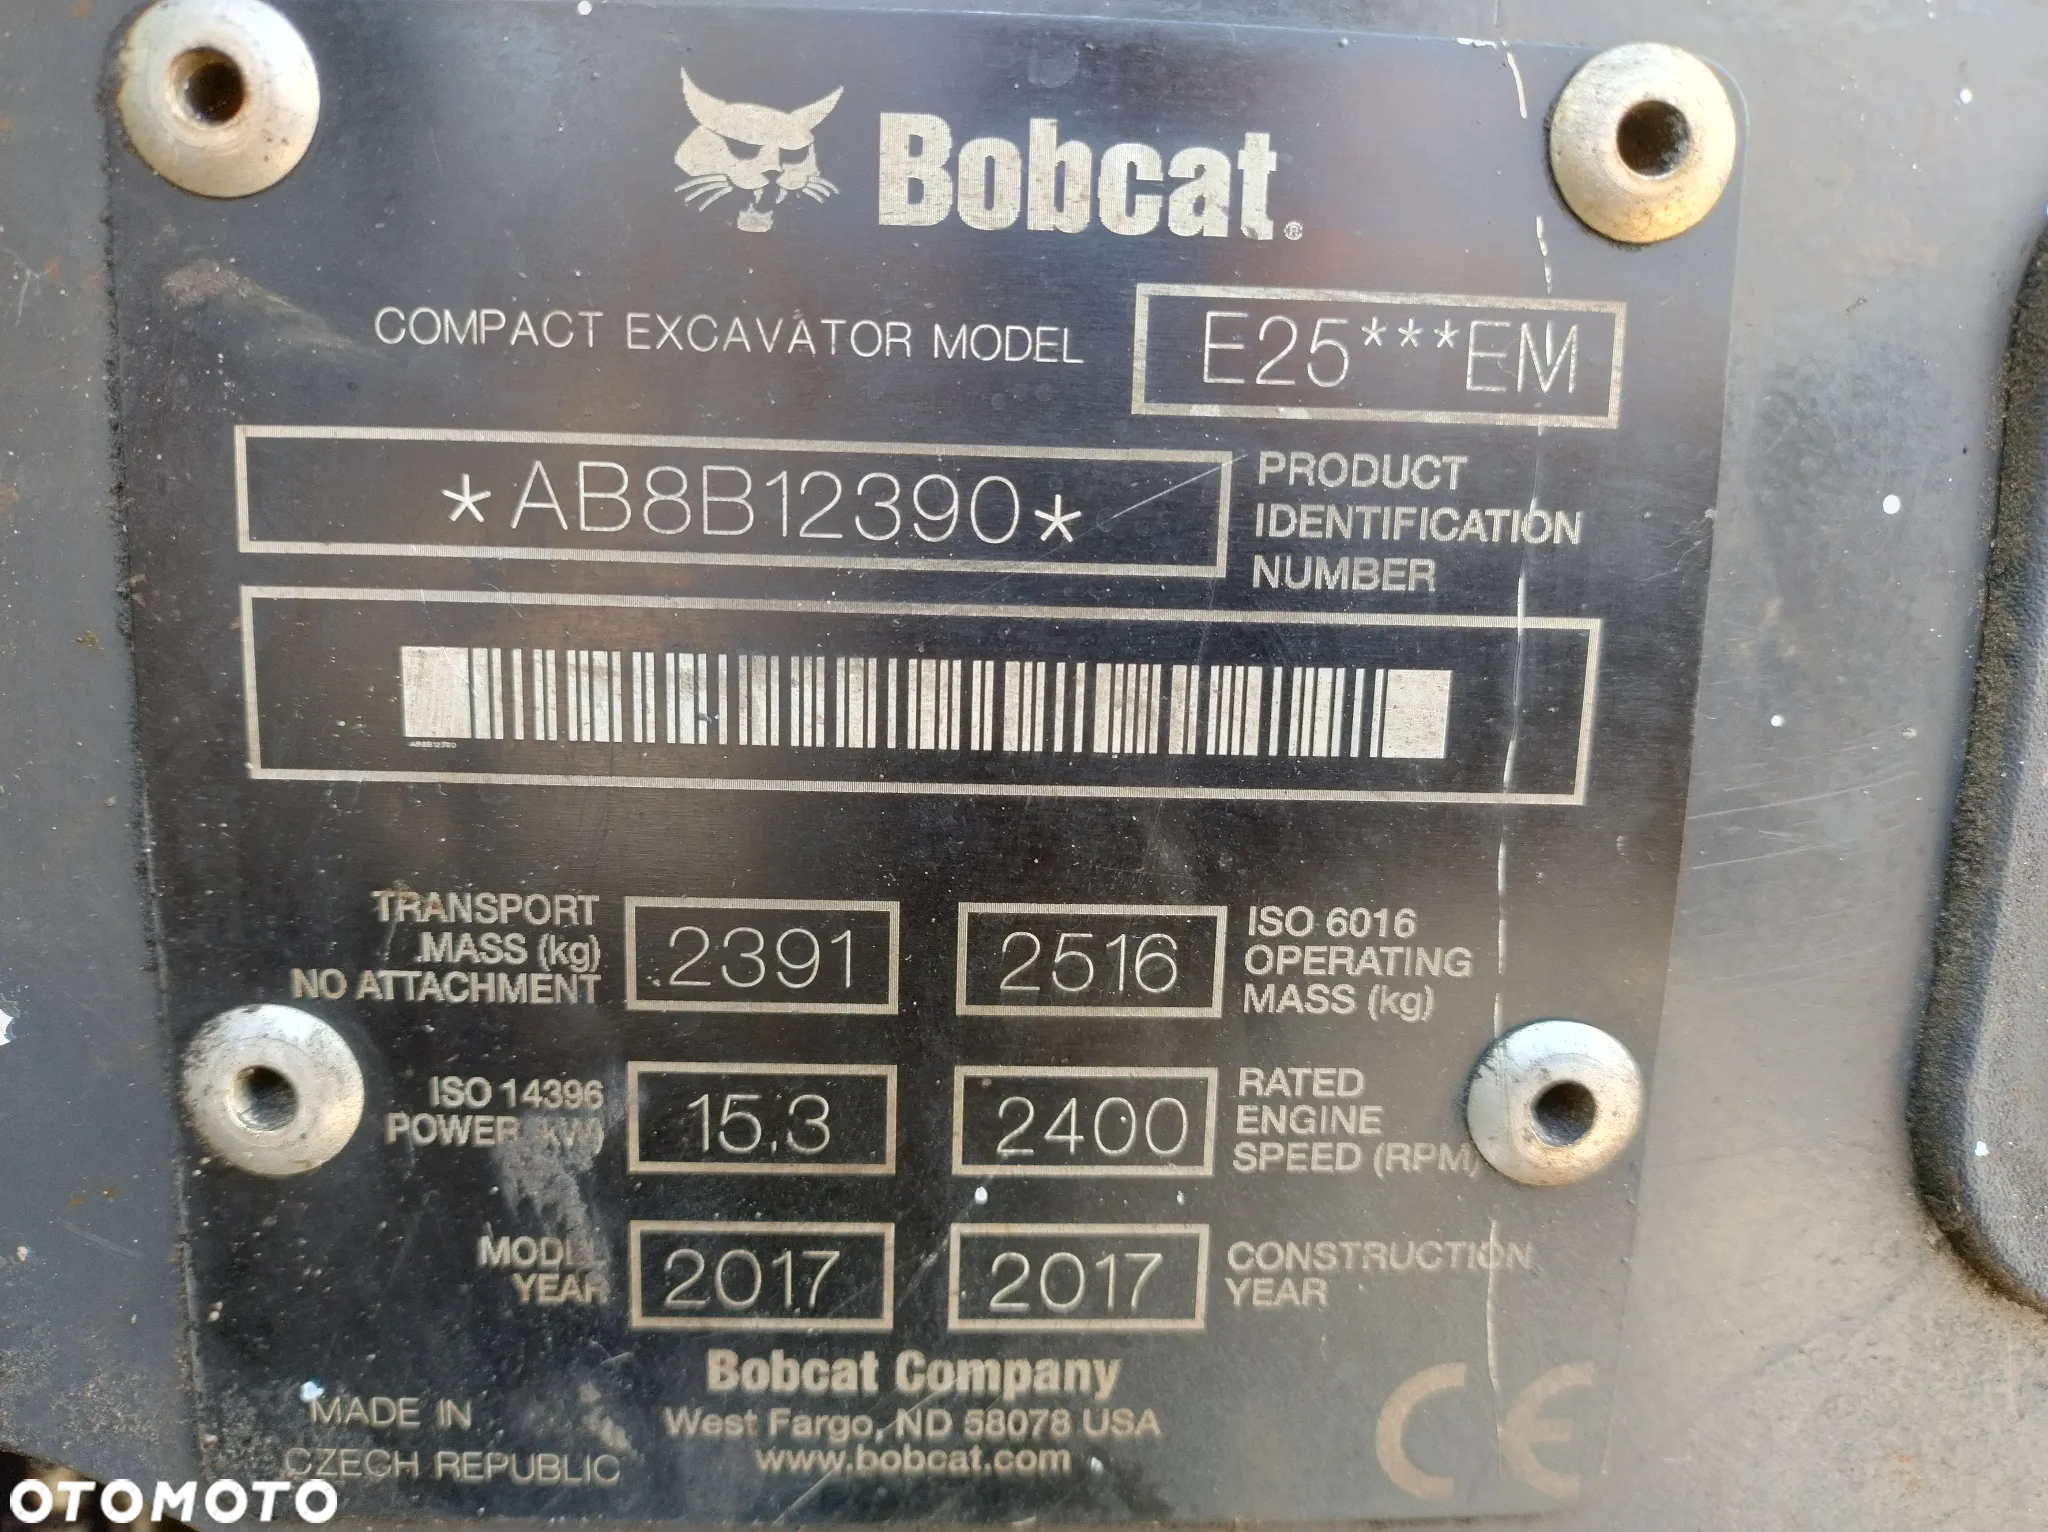 Bobcat®
COMPACT EXCAVATOR MODEL E25***EM
*AB8B12390*
PRODUCT
IDENTIFICATION
NUMBER
TRANSPORT
MASS (kg)
NO ATTACHMENT
2391
2516
ISO 6016
OPERATING
MASS (kg)
ISO 14396
POWER (kW)
15.3
2400
RATED
ENGINE
SPEED (RPM)
MODEL
YEAR
2017
2017
CONSTRUCTION
YEAR
Bobcat Company
West Fargo, ND 58078 USA
www.bobcat.com
MADE IN
CZECH REPUBLIC
CE
OTOMOTO